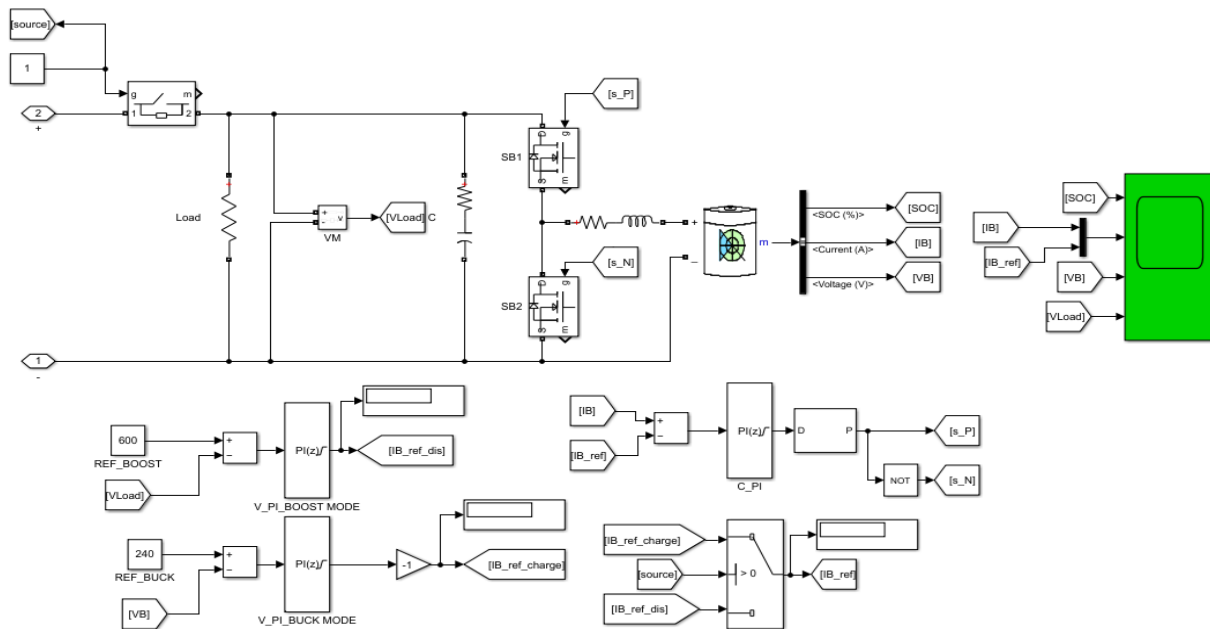 [source]
1
g
m
1
2
2
+
[s_P]
D
g
S
m
SB1
Load
+
-
v
VM
[VLoad]
C
+
_
m
<SOC (%)>
<Current (A)>
<Voltage (V)>
[SOC]
[IB]
[VB]
[SOC]
[IB]
[IB_ref]
[VB]
[VLoad]
[s_N]
D
g
S
m
SB2
1
-
600
REF_BOOST
[VLoad]
+
−
PI(z)
V_PI_BOOST MODE
[IB_ref_dis]
[IB]
[IB_ref]
+
−
PI(z)
C_PI
D
P
[s_P]
NOT
[s_N]
240
REF_BUCK
[VB]
+
−
PI(z)
V_PI_BUCK MODE
-1
[IB_ref_charge]
[IB_ref_charge]
[source]
[IB_ref_dis]
> 0
[IB_ref]